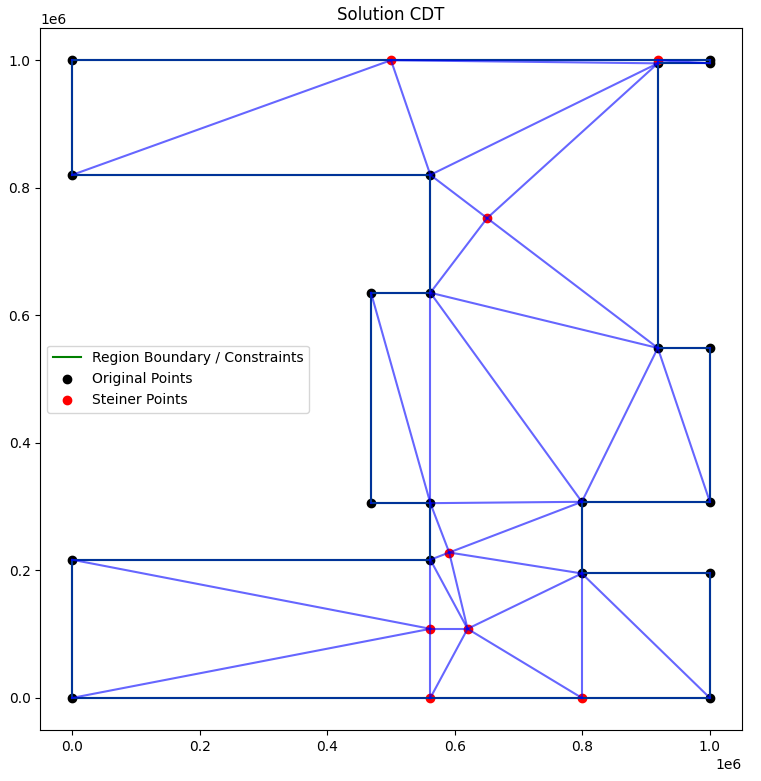 Solution CDT
1e6
1.0
0.8
0.6
0.4
0.2
0.0
Region Boundary / Constraints
Original Points
Steiner Points
0.0 0.2 0.4 0.6 0.8 1.0
1e6